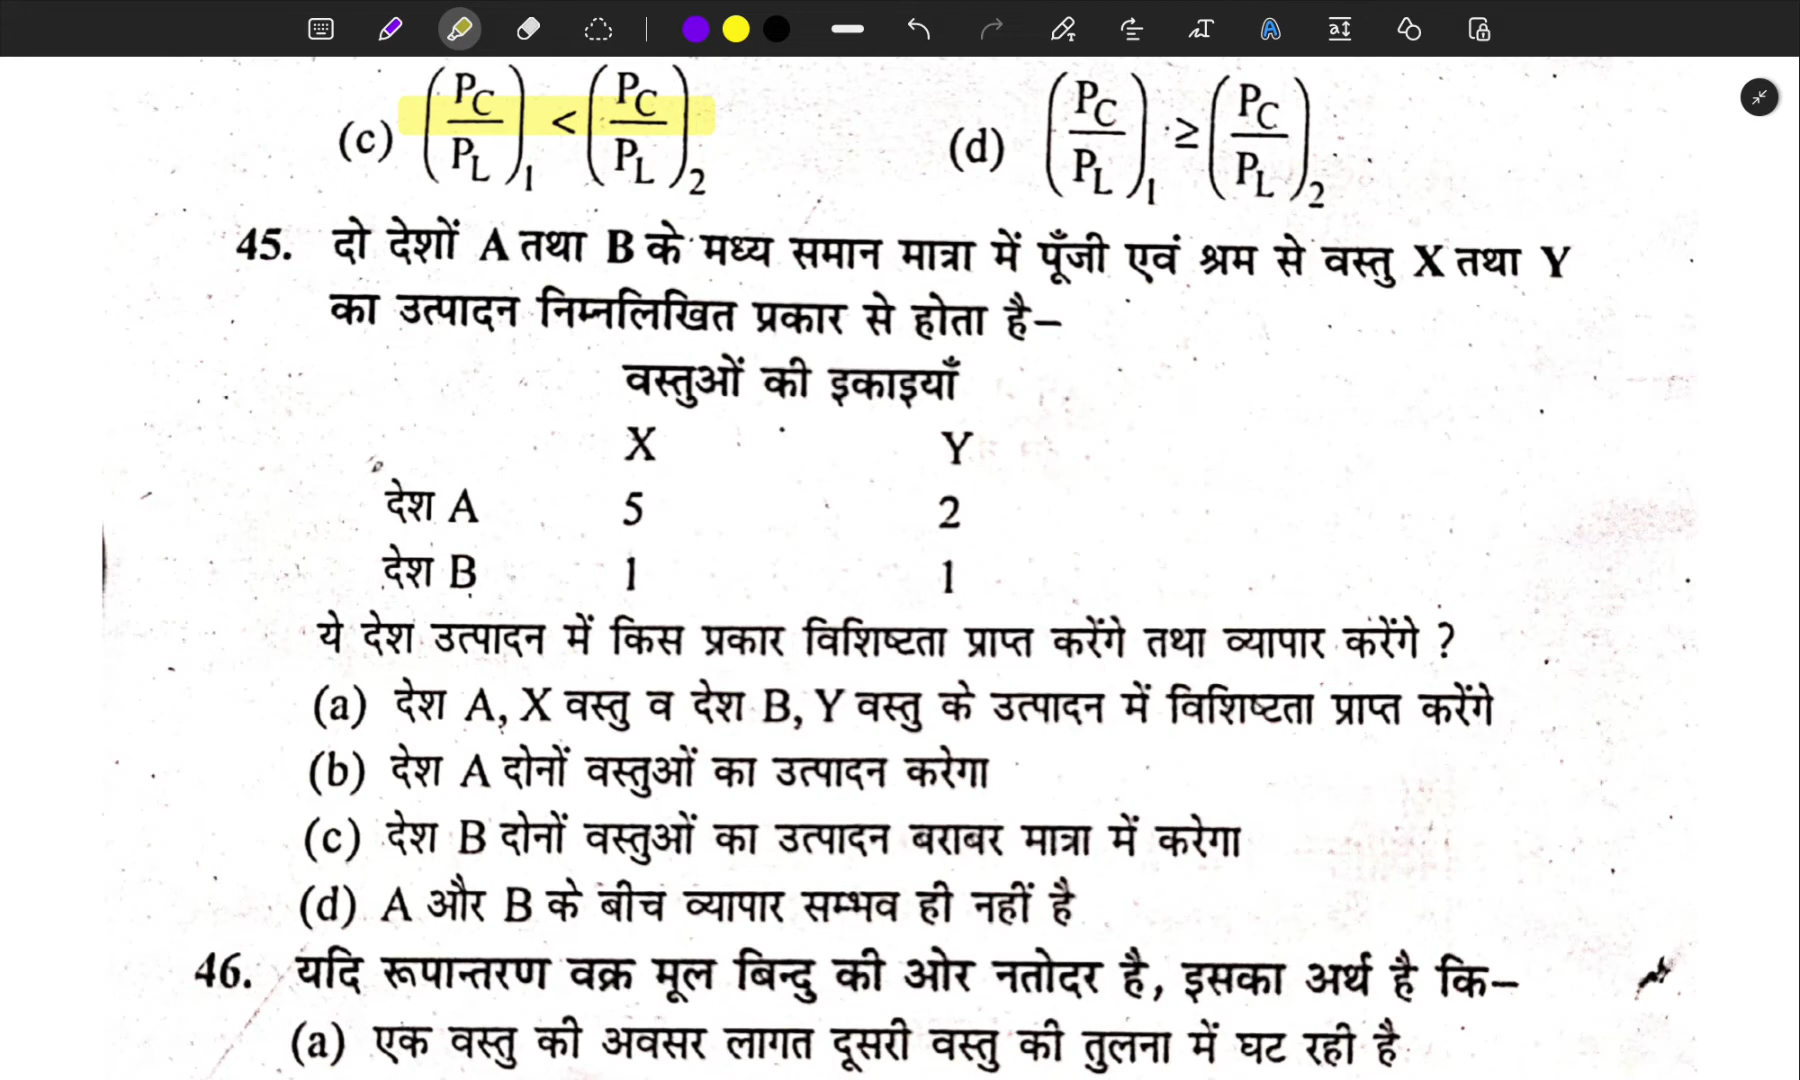 (c) (P_C/P_L)_1 < (P_C/P_L)_2 (d) (P_C/P_L)_1 ≥ (P_C/P_L)_2
45. दो देशों A तथा B के मध्य समान मात्रा में पूँजी एवं श्रम से वस्तु X तथा Y
का उत्पादन निम्नलिखित प्रकार से होता है–
वस्तुओं की इकाइयाँ
X Y
देश A 5 2
देश B 1 1
ये देश उत्पादन में किस प्रकार विशिष्टता प्राप्त करेंगे तथा व्यापार करेंगे ?
(a) देश A, X वस्तु व देश B, Y वस्तु के उत्पादन में विशिष्टता प्राप्त करेंगे
(b) देश A दोनों वस्तुओं का उत्पादन करेगा
(c) देश B दोनों वस्तुओं का उत्पादन बराबर मात्रा में करेगा
(d) A और B के बीच व्यापार सम्भव ही नहीं है
46. यदि रूपान्तरण वक्र मूल बिन्दु की ओर नतोदर है, इसका अर्थ है कि–
(a) एक वस्तु की अवसर लागत दूसरी वस्तु की तुलना में घट रही है